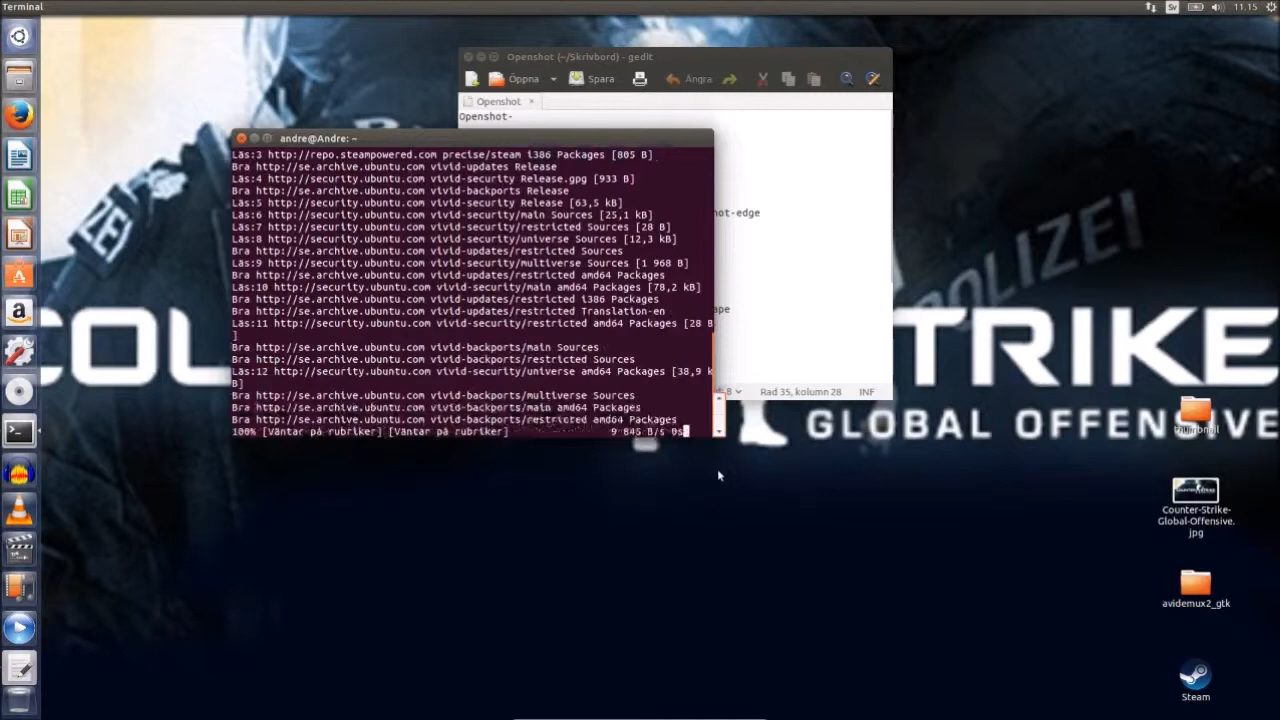 Terminal
Sv
11.15
Openshot (~/Skrivbord) - gedit
Öppna
Spara
Ångra
Openshot ×
Openshot-
andre@Andre: ~
Läs:3 http://repo.steampowered.com precise/steam i386 Packages [805 B]
Bra http://se.archive.ubuntu.com vivid-updates Release
Läs:4 http://security.ubuntu.com vivid-security Release.gpg [933 B]
Bra http://se.archive.ubuntu.com vivid-backports Release
Läs:5 http://security.ubuntu.com vivid-security Release [63,5 kB]
Läs:6 http://security.ubuntu.com vivid-security/main Sources [25,1 kB]
Läs:7 http://security.ubuntu.com vivid-security/restricted Sources [28 B]
Läs:8 http://security.ubuntu.com vivid-security/universe Sources [12,3 kB]
Bra http://se.archive.ubuntu.com vivid-updates/restricted Sources
Läs:9 http://security.ubuntu.com vivid-security/multiverse Sources [1 968 B]
Bra http://se.archive.ubuntu.com vivid-updates/restricted amd64 Packages
Läs:10 http://security.ubuntu.com vivid-security/main amd64 Packages [78,2 kB]
Bra http://se.archive.ubuntu.com vivid-updates/restricted i386 Packages
Bra http://se.archive.ubuntu.com vivid-updates/restricted Translation-en
Läs:11 http://security.ubuntu.com vivid-security/restricted amd64 Packages [28 B
]
Bra http://se.archive.ubuntu.com vivid-backports/main Sources
Bra http://se.archive.ubuntu.com vivid-backports/restricted Sources
Läs:12 http://security.ubuntu.com vivid-security/universe amd64 Packages [38,9 k
B]
Bra http://se.archive.ubuntu.com vivid-backports/multiverse Sources
Bra http://se.archive.ubuntu.com vivid-backports/main amd64 Packages
Bra http://se.archive.ubuntu.com vivid-backports/restricted amd64 Packages
100% [Väntar på rubriker] [Väntar på rubriker] 9 845 B/s 0s
hot-edge
ape
Rad 35, kolumn 28
INF
ZEI
POLIZEI
COU
STRIKE
GLOBAL OFFENSIVE
thumbnail
Counter-Strike-
Global-Offensive.
jpg
avidemux2_gtk
Steam